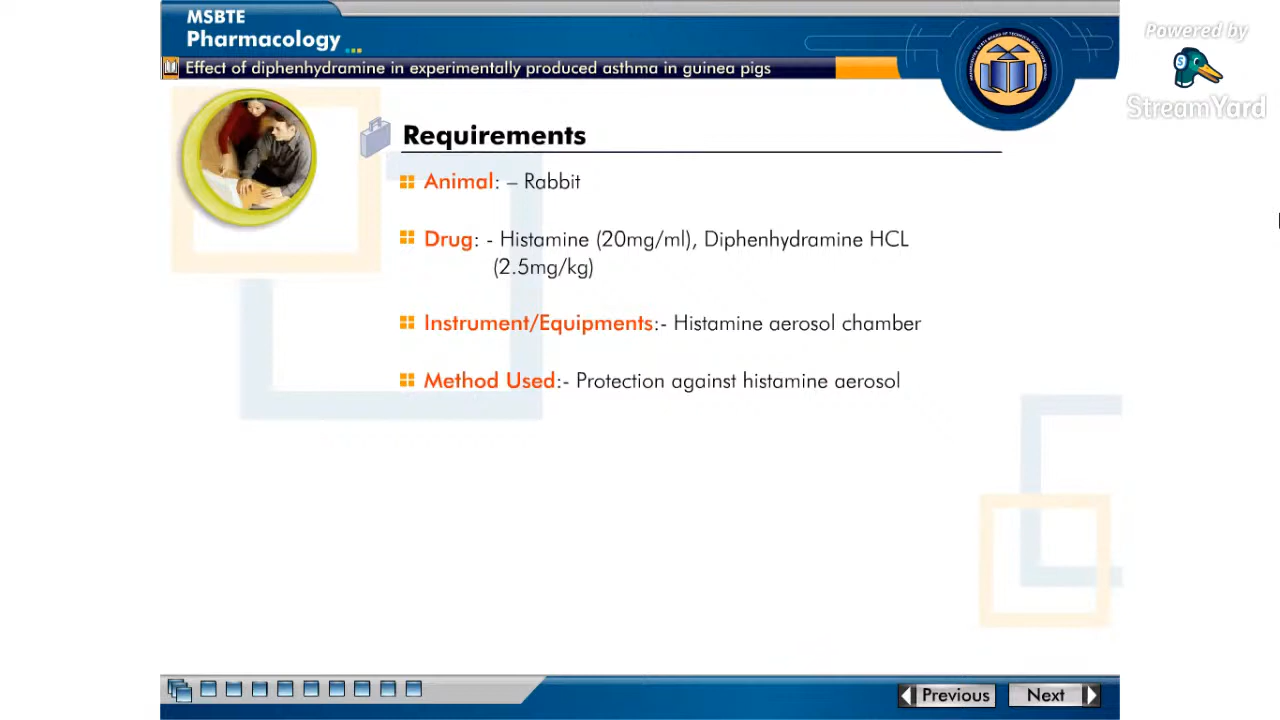 MSBTE
Pharmacology
Effect of diphenhydramine in experimentally produced asthma in guinea pigs
Powered by
StreamYard
Requirements
Animal: – Rabbit
Drug: - Histamine (20mg/ml), Diphenhydramine HCL
(2.5mg/kg)
Instrument/Equipments:- Histamine aerosol chamber
Method Used:- Protection against histamine aerosol
Previous
Next